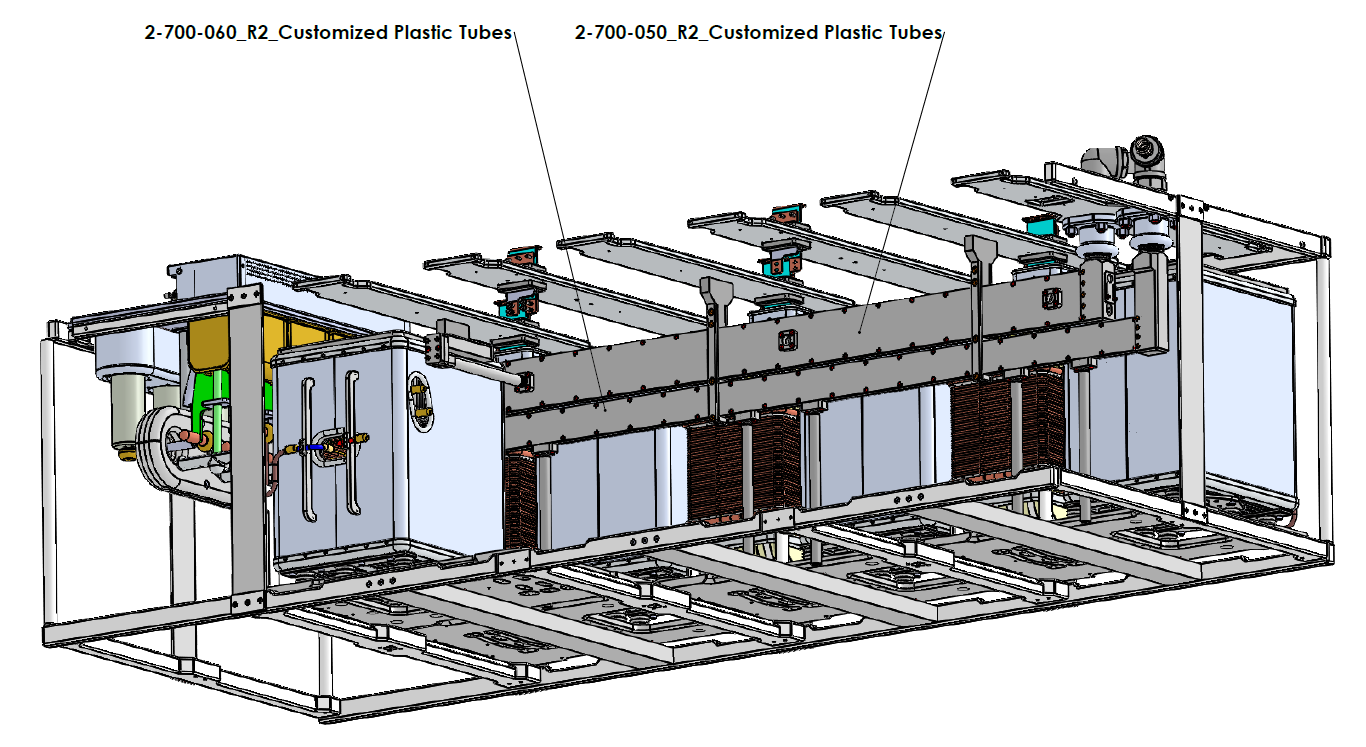 2-700-060_R2_Customized Plastic Tubes
2-700-050_R2_Customized Plastic Tubes